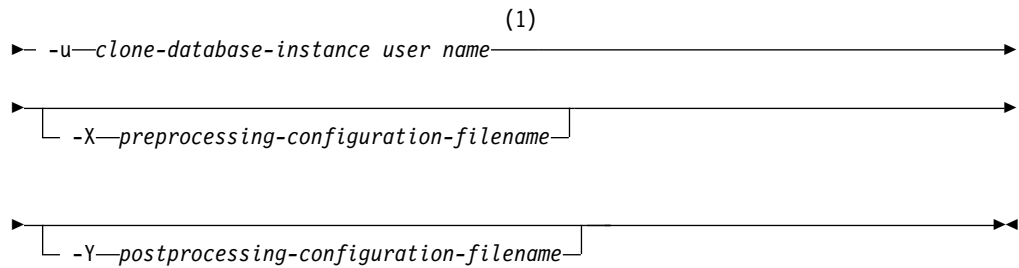 (1)
-u clone-database-instance user name
-X preprocessing-configuration-filename
-Y postprocessing-configuration-filename